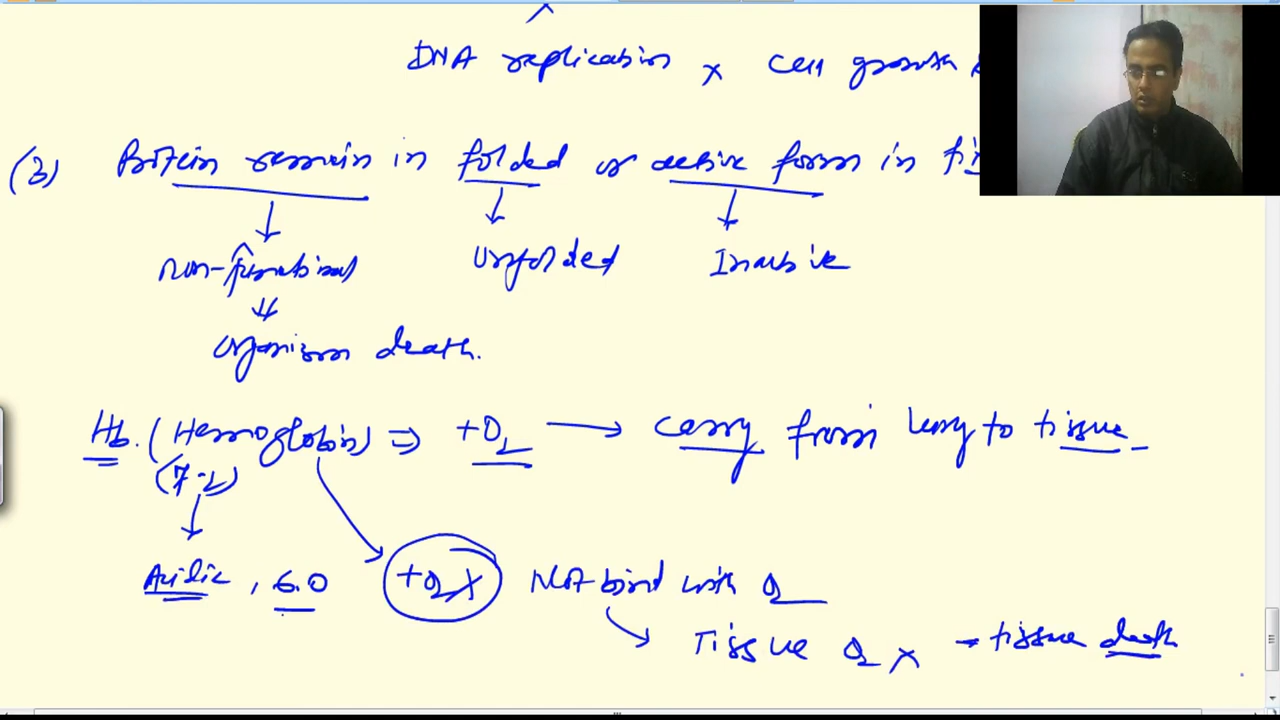 DNA replication x Cell growth
(3) Protein remain in folded or active form in
non-functional Unfolded Inactive
organism death.
Hb. (Hemoglobin) ⇒ +O2 → carry from lung to tissue
(7.2)
Acidic, 6.0 +O2 X Not bind with O2
Tissue O2 X → tissue death